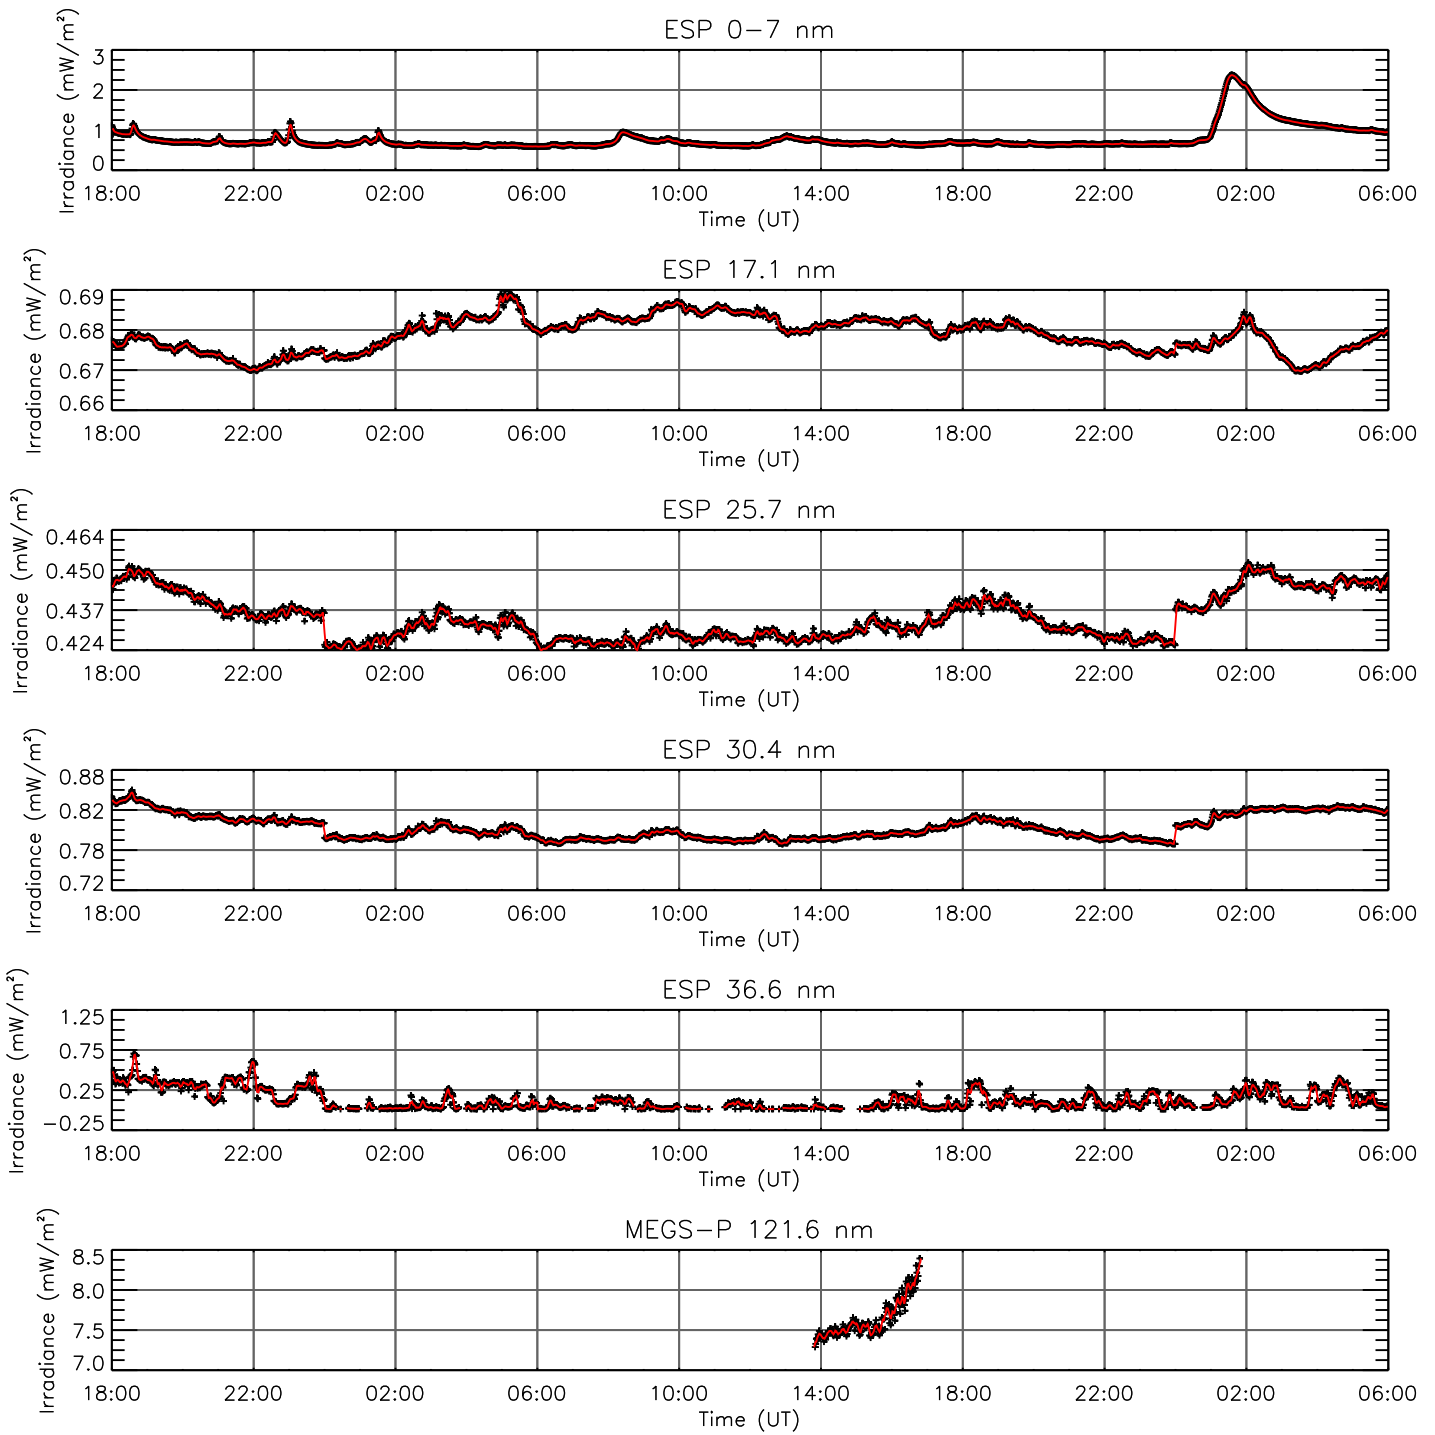 ESP 0−7 nm
Irradiance (mW/m²)
3
2
1
0
18:00 22:00 02:00 06:00 10:00 14:00 18:00 22:00 02:00 06:00
Time (UT)
ESP 17.1 nm
Irradiance (mW/m²)
0.69
0.68
0.67
0.66
18:00 22:00 02:00 06:00 10:00 14:00 18:00 22:00 02:00 06:00
Time (UT)
ESP 25.7 nm
Irradiance (mW/m²)
0.464
0.450
0.437
0.424
18:00 22:00 02:00 06:00 10:00 14:00 18:00 22:00 02:00 06:00
Time (UT)
ESP 30.4 nm
Irradiance (mW/m²)
0.88
0.82
0.78
0.72
18:00 22:00 02:00 06:00 10:00 14:00 18:00 22:00 02:00 06:00
Time (UT)
ESP 36.6 nm
Irradiance (mW/m²)
1.25
0.75
0.25
−0.25
18:00 22:00 02:00 06:00 10:00 14:00 18:00 22:00 02:00 06:00
Time (UT)
MEGS−P 121.6 nm
Irradiance (mW/m²)
8.5
8.0
7.5
7.0
18:00 22:00 02:00 06:00 10:00 14:00 18:00 22:00 02:00 06:00
Time (UT)